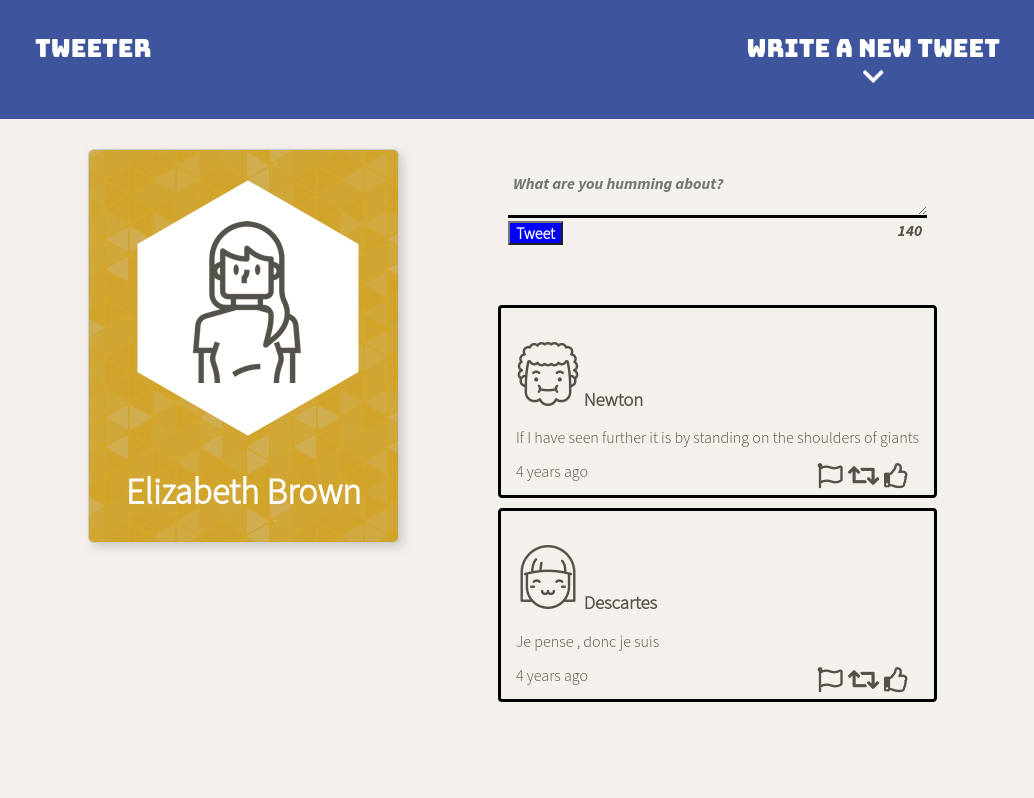 TWEETER
WRITE A NEW TWEET
Elizabeth Brown
What are you humming about?
Tweet
140
Newton
If I have seen further it is by standing on the shoulders of giants
4 years ago
Descartes
Je pense , donc je suis
4 years ago